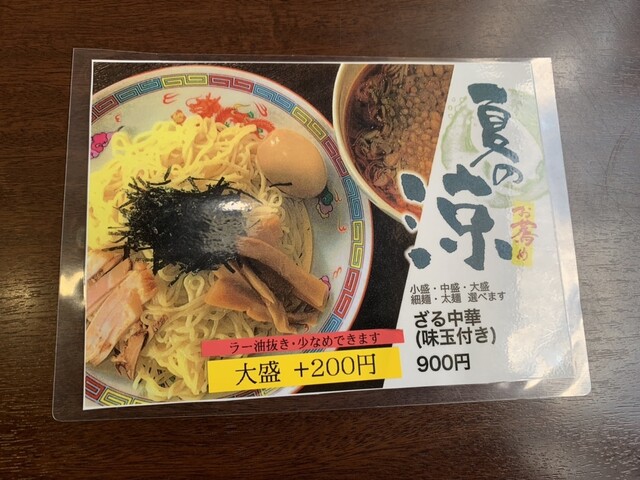 夏の
涼
お薦め
小盛・中盛・大盛
細麺・太麺 選べます
ざる中華
(味玉付き)
900円
ラー油抜き・少なめできます
大盛 +200円